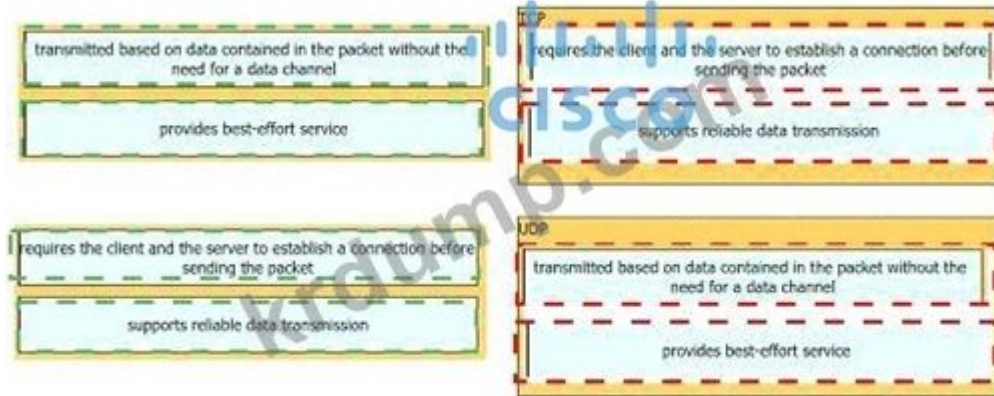 transmitted based on data contained in the packet without the
need for a data channel
provides best-effort service
requires the client and the server to establish a connection before
sending the packet
supports reliable data transmission
TCP
requires the client and the server to establish a connection before
sending the packet
supports reliable data transmission
UDP
transmitted based on data contained in the packet without the
need for a data channel
provides best-effort service
CISCO
krdump.com